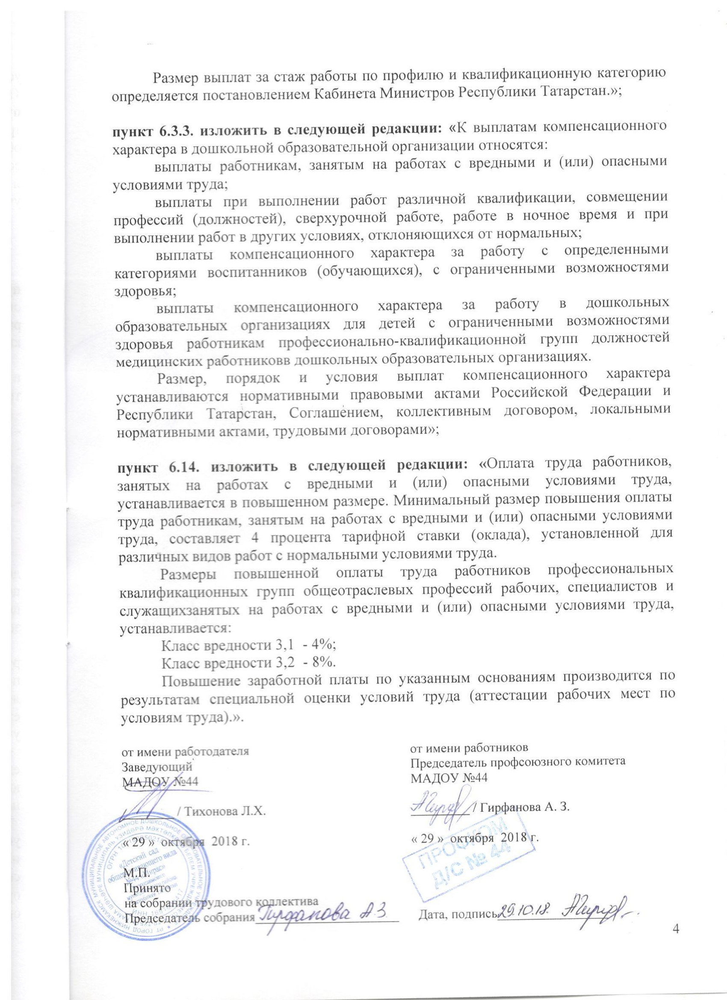 Размер выплат за стаж работы по профилю и квалификационную категорию
определяется постановлением Кабинета Министров Республики Татарстан.»;
пункт 6.3.3. изложить в следующей редакции: «К выплатам компенсационного
характера в дошкольной образовательной организации относятся:
выплаты работникам, занятым на работах с вредными и (или) опасными
условиями труда;
выплаты при выполнении работ различной квалификации, совмещении
профессий (должностей), сверхурочной работе, работе в ночное время и при
выполнении работ в других условиях, отклоняющихся от нормальных;
выплаты компенсационного характера за работу с определенными
категориями воспитанников (обучающихся), с ограниченными возможностями
здоровья;
выплаты компенсационного характера за работу в дошкольных
образовательных организациях для детей с ограниченными возможностями
здоровья работникам профессионально-квалификационной групп должностей
медицинских работниковв дошкольных образовательных организациях.
Размер, порядок и условия выплат компенсационного характера
устанавливаются нормативными правовыми актами Российской Федерации и
Республики Татарстан, Соглашением, коллективным договором, локальными
нормативными актами, трудовыми договорами»;
пункт 6.14. изложить в следующей редакции: «Оплата труда работников,
занятых на работах с вредными и (или) опасными условиями труда,
устанавливается в повышенном размере. Минимальный размер повышения оплаты
труда работникам, занятым на работах с вредными и (или) опасными условиями
труда, составляет 4 процента тарифной ставки (оклада), установленной для
различных видов работ с нормальными условиями труда.
Размеры повышенной оплаты труда работников профессиональных
квалификационных групп общеотраслевых профессий рабочих, специалистов и
служащихзанятых на работах с вредными и (или) опасными условиями труда,
устанавливается:
Класс вредности 3,1 - 4%;
Класс вредности 3,2 - 8%.
Повышение заработной платы по указанным основаниям производится по
результатам специальной оценки условий труда (аттестации рабочих мест по
условиям труда).».
от имени работодателя
Заведующий
МАДОУ №44
/ Тихонова Л.Х.
« 29 » октября 2018 г.
от имени работников
Председатель профсоюзного комитета
МАДОУ №44
/ Гирфанова А. З.
« 29 » октября 2018 г.
ПРОФКОМ
Д/С № 44
«Детский сад
общеразвивающего вида
№44 «Мирас»
М.П.
Принято
на собрании трудового коллектива
Председатель собрания Гирфанова А.З. Дата, подпись 29.10.18.
4